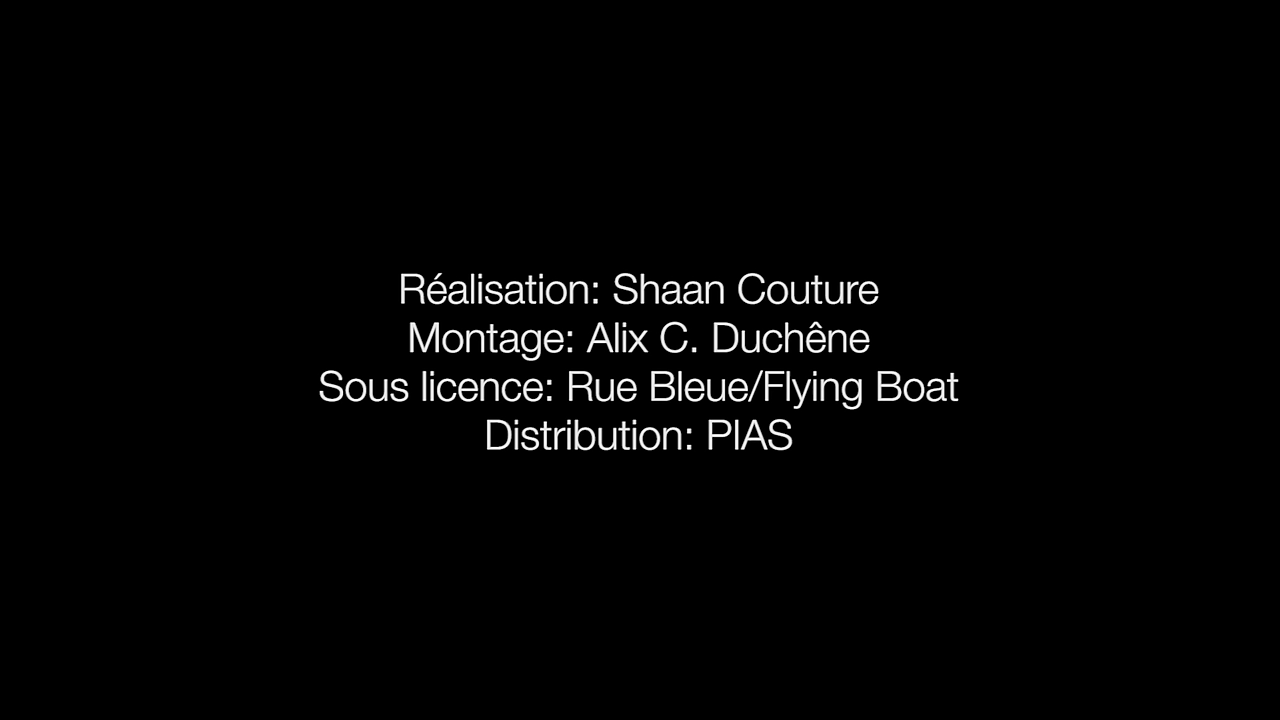 Réalisation: Shaan Couture
Montage: Alix C. Duchêne
Sous licence: Rue Bleue/Flying Boat
Distribution: PIAS